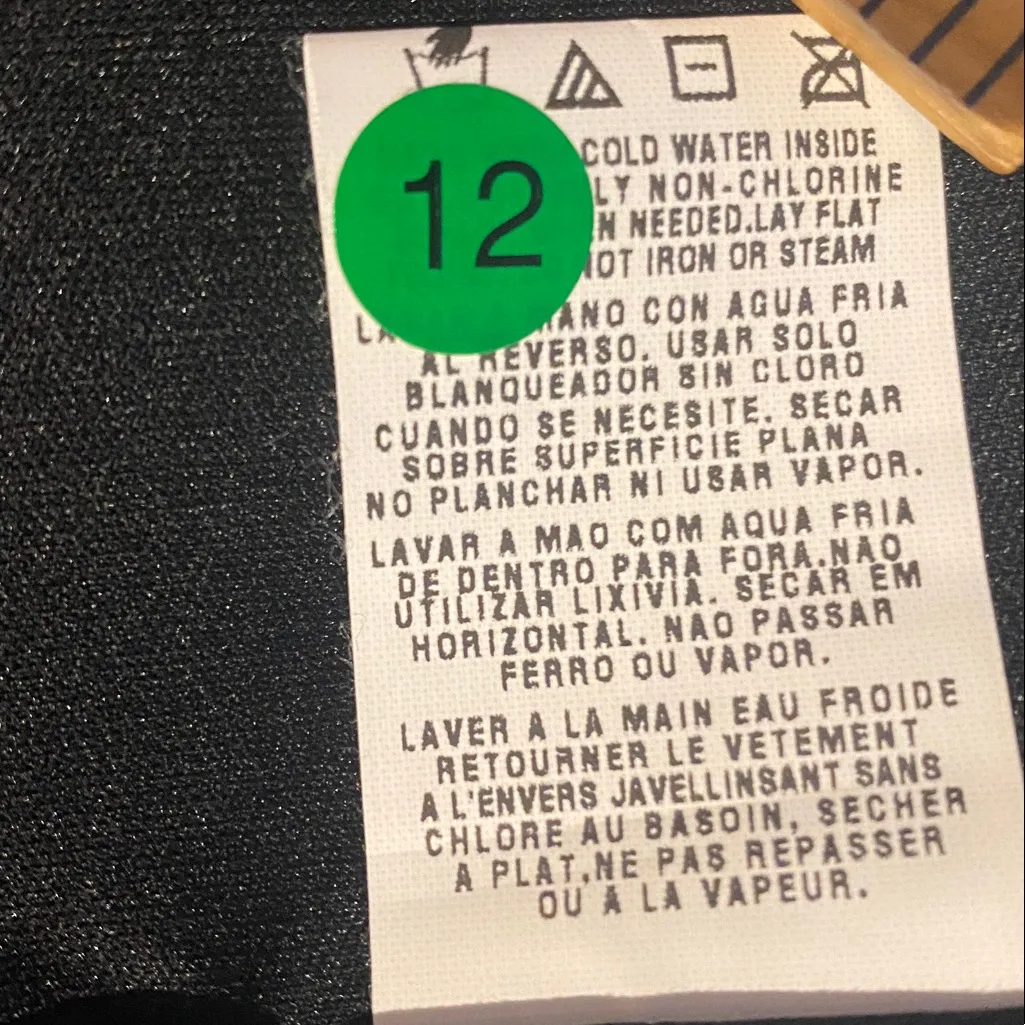 12
COLD WATER INSIDE
LY NON-CHLORINE
N NEEDED.LAY FLAT
NOT IRON OR STEAM
LA MANO CON AGUA FRIA
AL REVERSO. USAR SOLO
BLANQUEADOR SIN CLORO
CUANDO SE NECESITE. SECAR
SOBRE SUPERFICIE PLANA
NO PLANCHAR NI USAR VAPOR.
LAVAR A MAO COM AQUA FRIA
DE DENTRO PARA FORA.NAO
UTILIZAR LIXIVIA. SECAR EM
HORIZONTAL. NAO PASSAR
FERRO OU VAPOR.
LAVER A LA MAIN EAU FROIDE
RETOURNER LE VETEMENT
A L'ENVERS JAVELLINSANT SANS
CHLORE AU BASOIN, SECHER
A PLAT,NE PAS REPASSER
OU A LA VAPEUR.